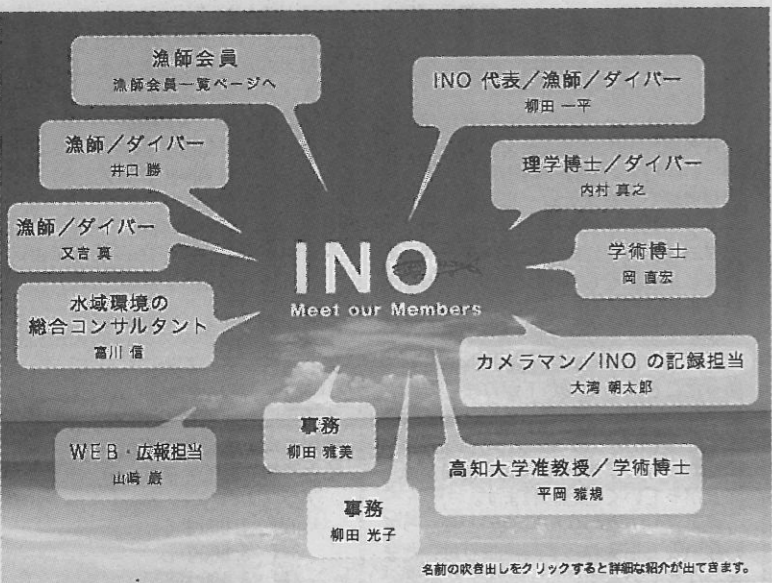 漁師会員
漁師会員一覧ページへ
INO 代表／漁師／ダイバー
柳田 一平
漁師／ダイバー
井口 勝
理学博士／ダイバー
内村 真之
漁師／ダイバー
又吉 真
学術博士
岡 直宏
INO
Meet our Members
水域環境の
総合コンサルタント
富川 信
カメラマン／INO の記録担当
大湾 朝太郎
事務
柳田 雅美
WEB・広報担当
山崎 巌
高知大学准教授／学術博士
平岡 雅規
事務
柳田 光子
名前の吹き出しをクリックすると詳細な紹介が出てきます。